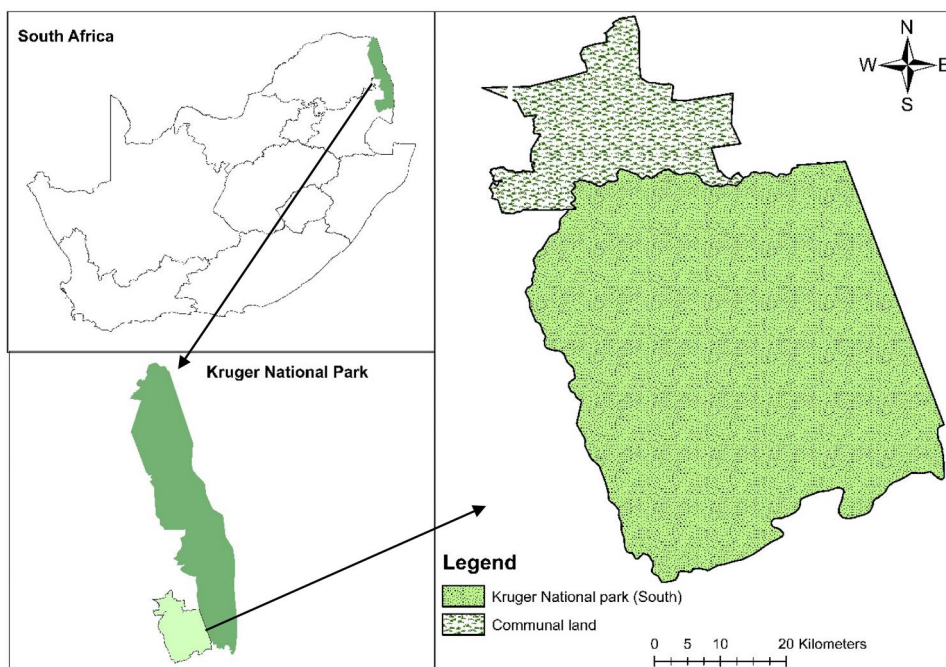 South Africa
Kruger National Park
N
W E
S
Legend
Kruger National park (South)
Communal land
0 5 10 20 Kilometers